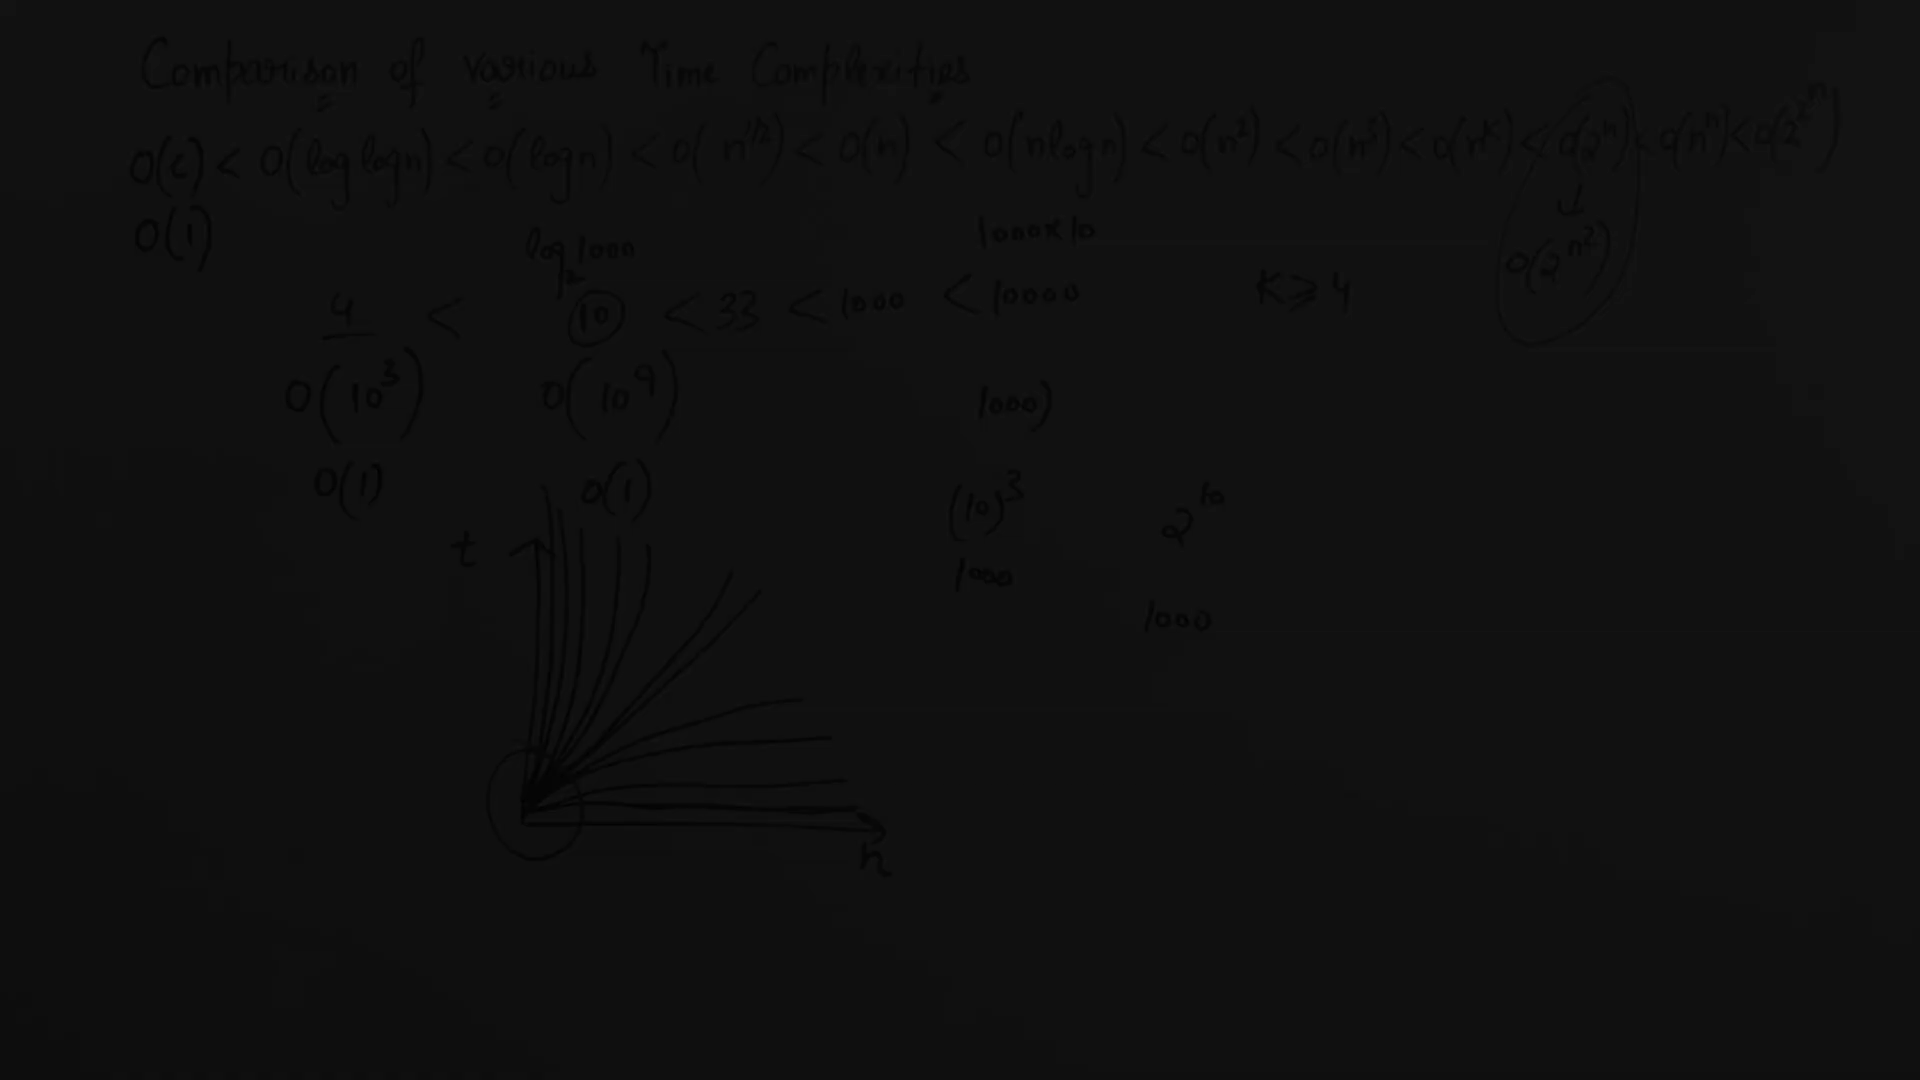 Comparison of various Time Complexities
O(c) < O(log log n) < O(log n) < O(n^1/2) < O(n) < O(n log n) < O(n^2) < O(n^3) < O(n^k) < O(2^n) < O(n^n) < O(2^2^n)
O(1)
↓
O(2^n^2)
log_2 1000
1000×10
4 < 10 < 33 < 1000 < 10000
K ≥ 4
O(10^3) O(10^9) 1000)
O(1) O(1) (10)^3 2^10
1000 1000
t
n